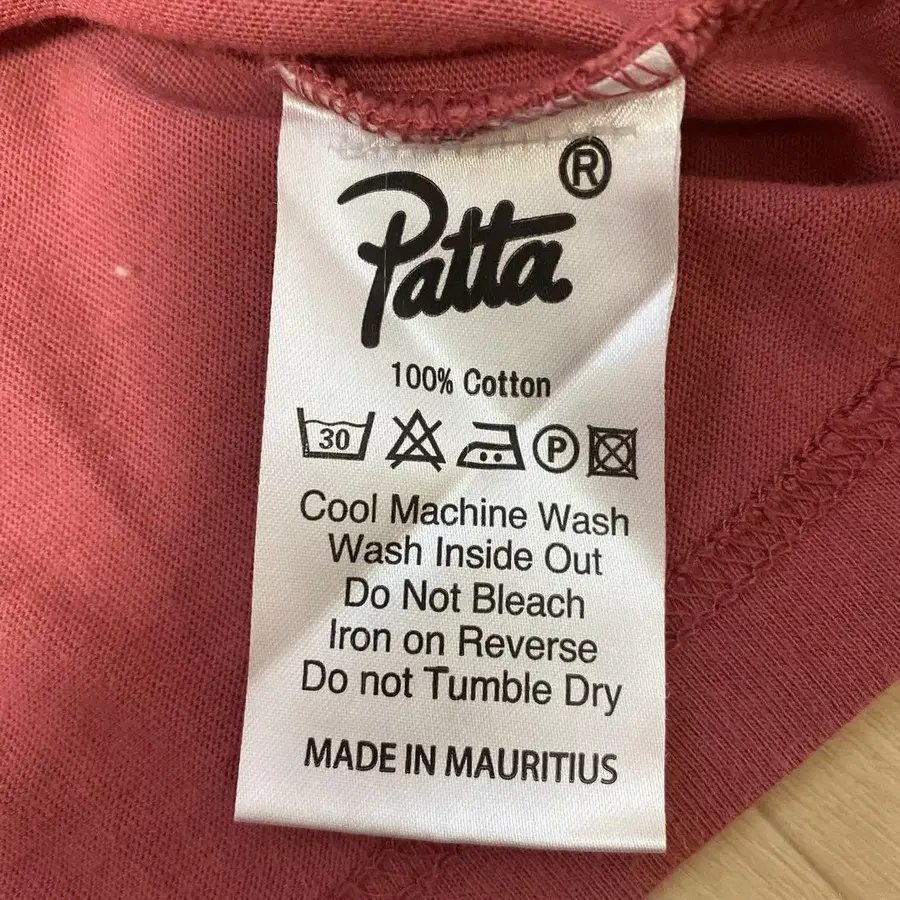 Patta®
100% Cotton
30 P
Cool Machine Wash
Wash Inside Out
Do Not Bleach
Iron on Reverse
Do not Tumble Dry
MADE IN MAURITIUS